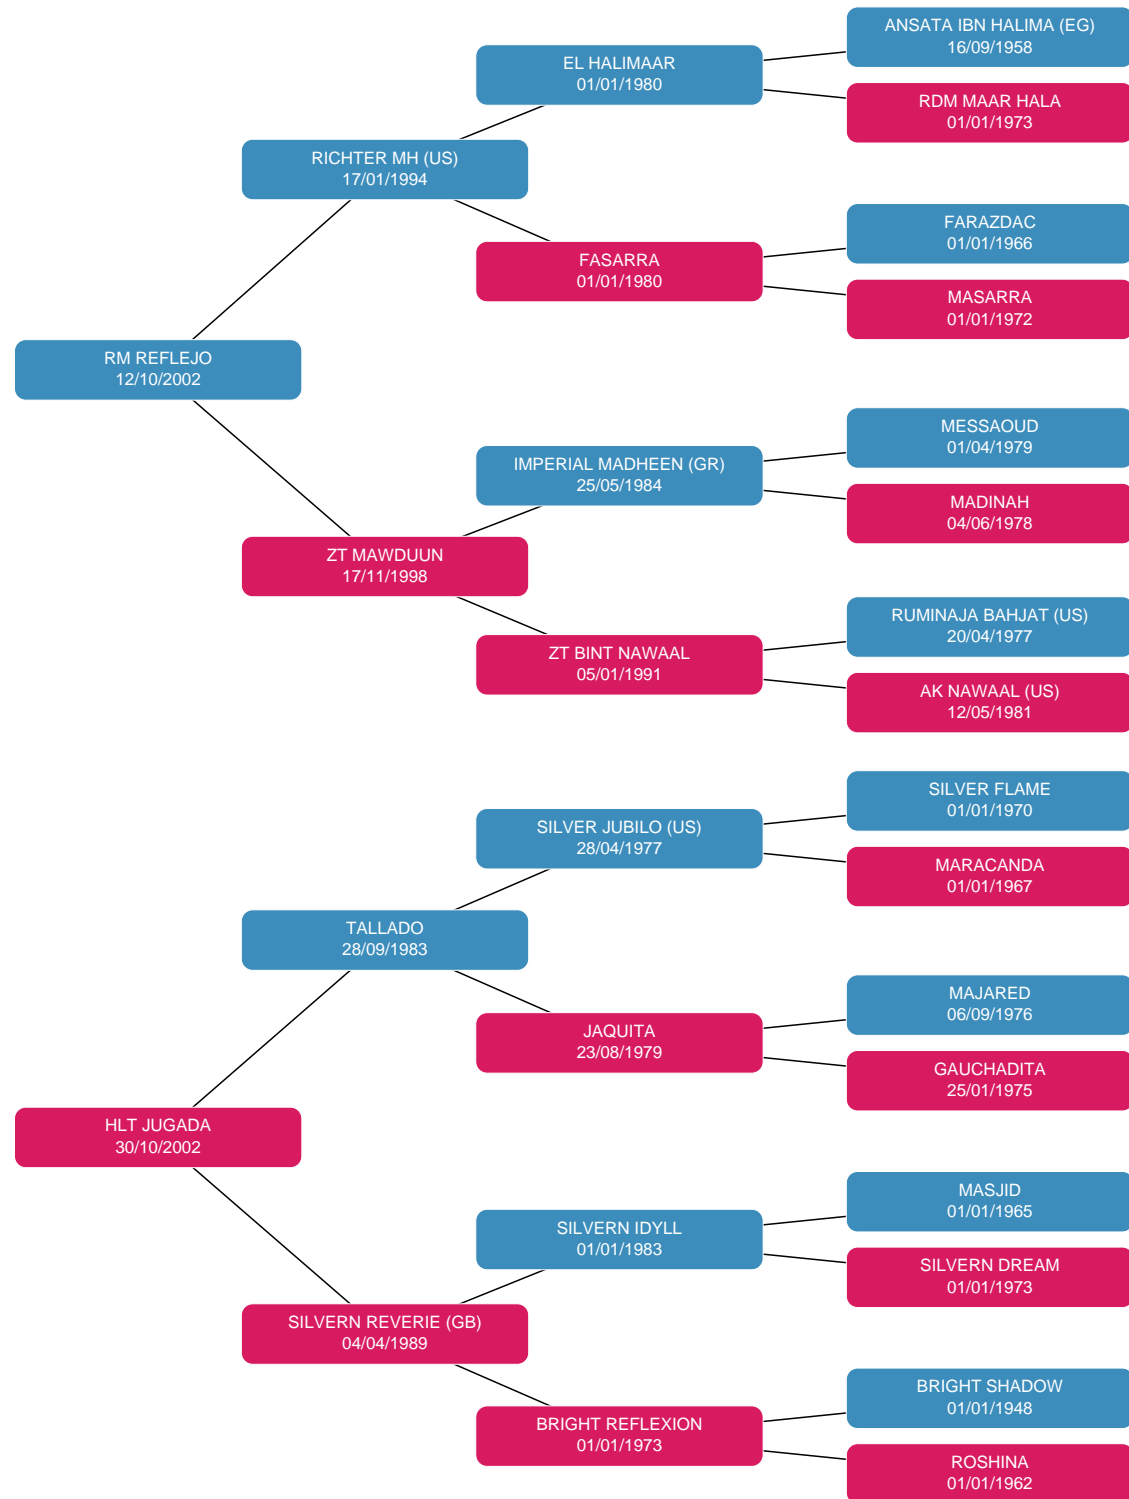 ANSATA IBN HALIMA (EG)
16/09/1958
EL HALIMAAR
01/01/1980
RDM MAAR HALA
01/01/1973
RICHTER MH (US)
17/01/1994
FARAZDAC
01/01/1966
FASARRA
01/01/1980
MASARRA
01/01/1972
RM REFLEJO
12/10/2002
MESSAOUD
01/04/1979
IMPERIAL MADHEEN (GR)
25/05/1984
MADINAH
04/06/1978
ZT MAWDUUN
17/11/1998
RUMINAJA BAHJAT (US)
20/04/1977
ZT BINT NAWAAL
05/01/1991
AK NAWAAL (US)
12/05/1981
SILVER FLAME
01/01/1970
SILVER JUBILO (US)
28/04/1977
MARACANDA
01/01/1967
TALLADO
28/09/1983
MAJARED
06/09/1976
JAQUITA
23/08/1979
GAUCHADITA
25/01/1975
HLT JUGADA
30/10/2002
MASJID
01/01/1965
SILVERN IDYLL
01/01/1983
SILVERN DREAM
01/01/1973
SILVERN REVERIE (GB)
04/04/1989
BRIGHT SHADOW
01/01/1948
BRIGHT REFLEXION
01/01/1973
ROSHINA
01/01/1962